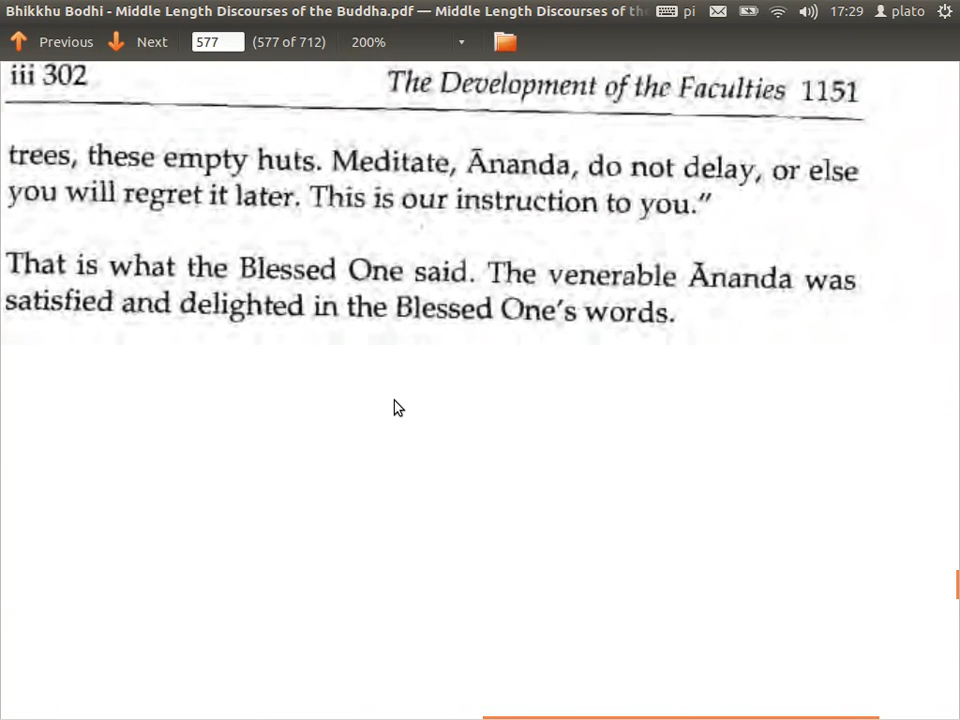 Bhikkhu Bodhi - Middle Length Discourses of the Buddha.pdf — Middle Length Discourses of the pi 17:29 plato
Previous Next 577 (577 of 712) 200%
iii 302 The Development of the Faculties 1151
trees, these empty huts. Meditate, Ānanda, do not delay, or else
you will regret it later. This is our instruction to you.”
That is what the Blessed One said. The venerable Ānanda was
satisfied and delighted in the Blessed One’s words.